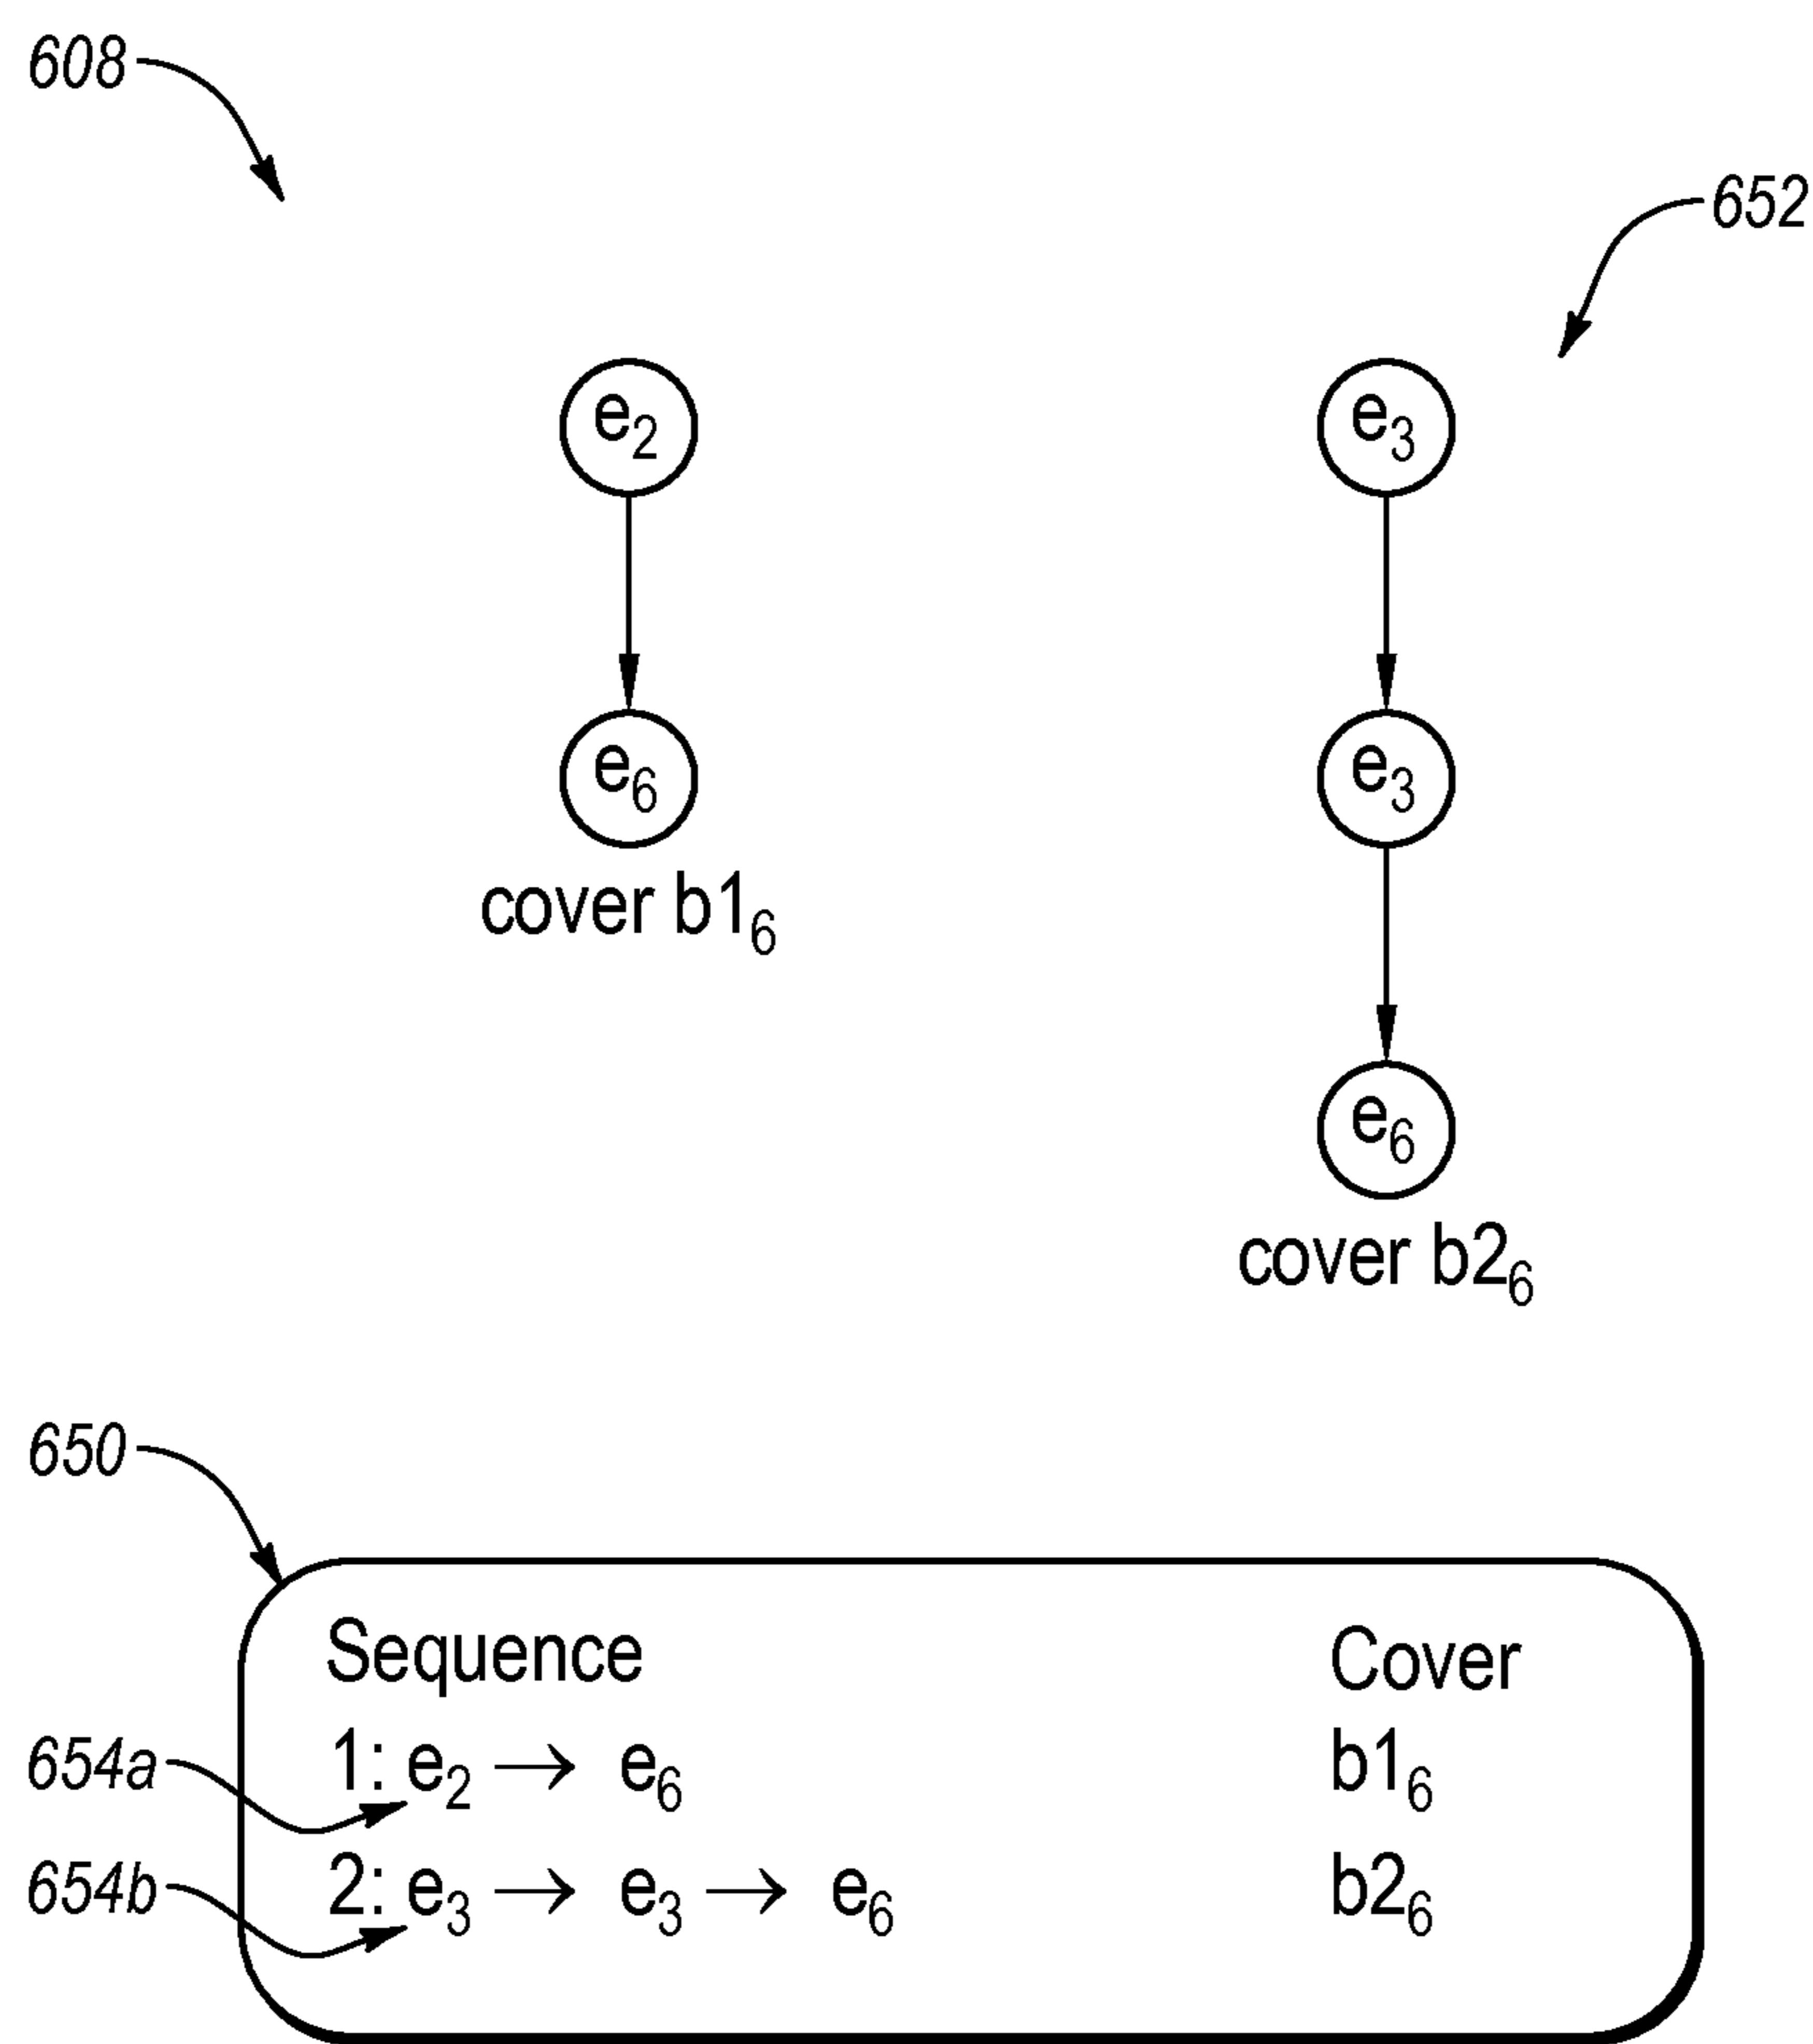 608
652
e₂ e₃
e₆ e₃
cover b1₆
e₆
cover b2₆
650
Sequence Cover
654a 1: e₂ → e₆ b1₆
654b 2: e₃ → e₃ → e₆ b2₆